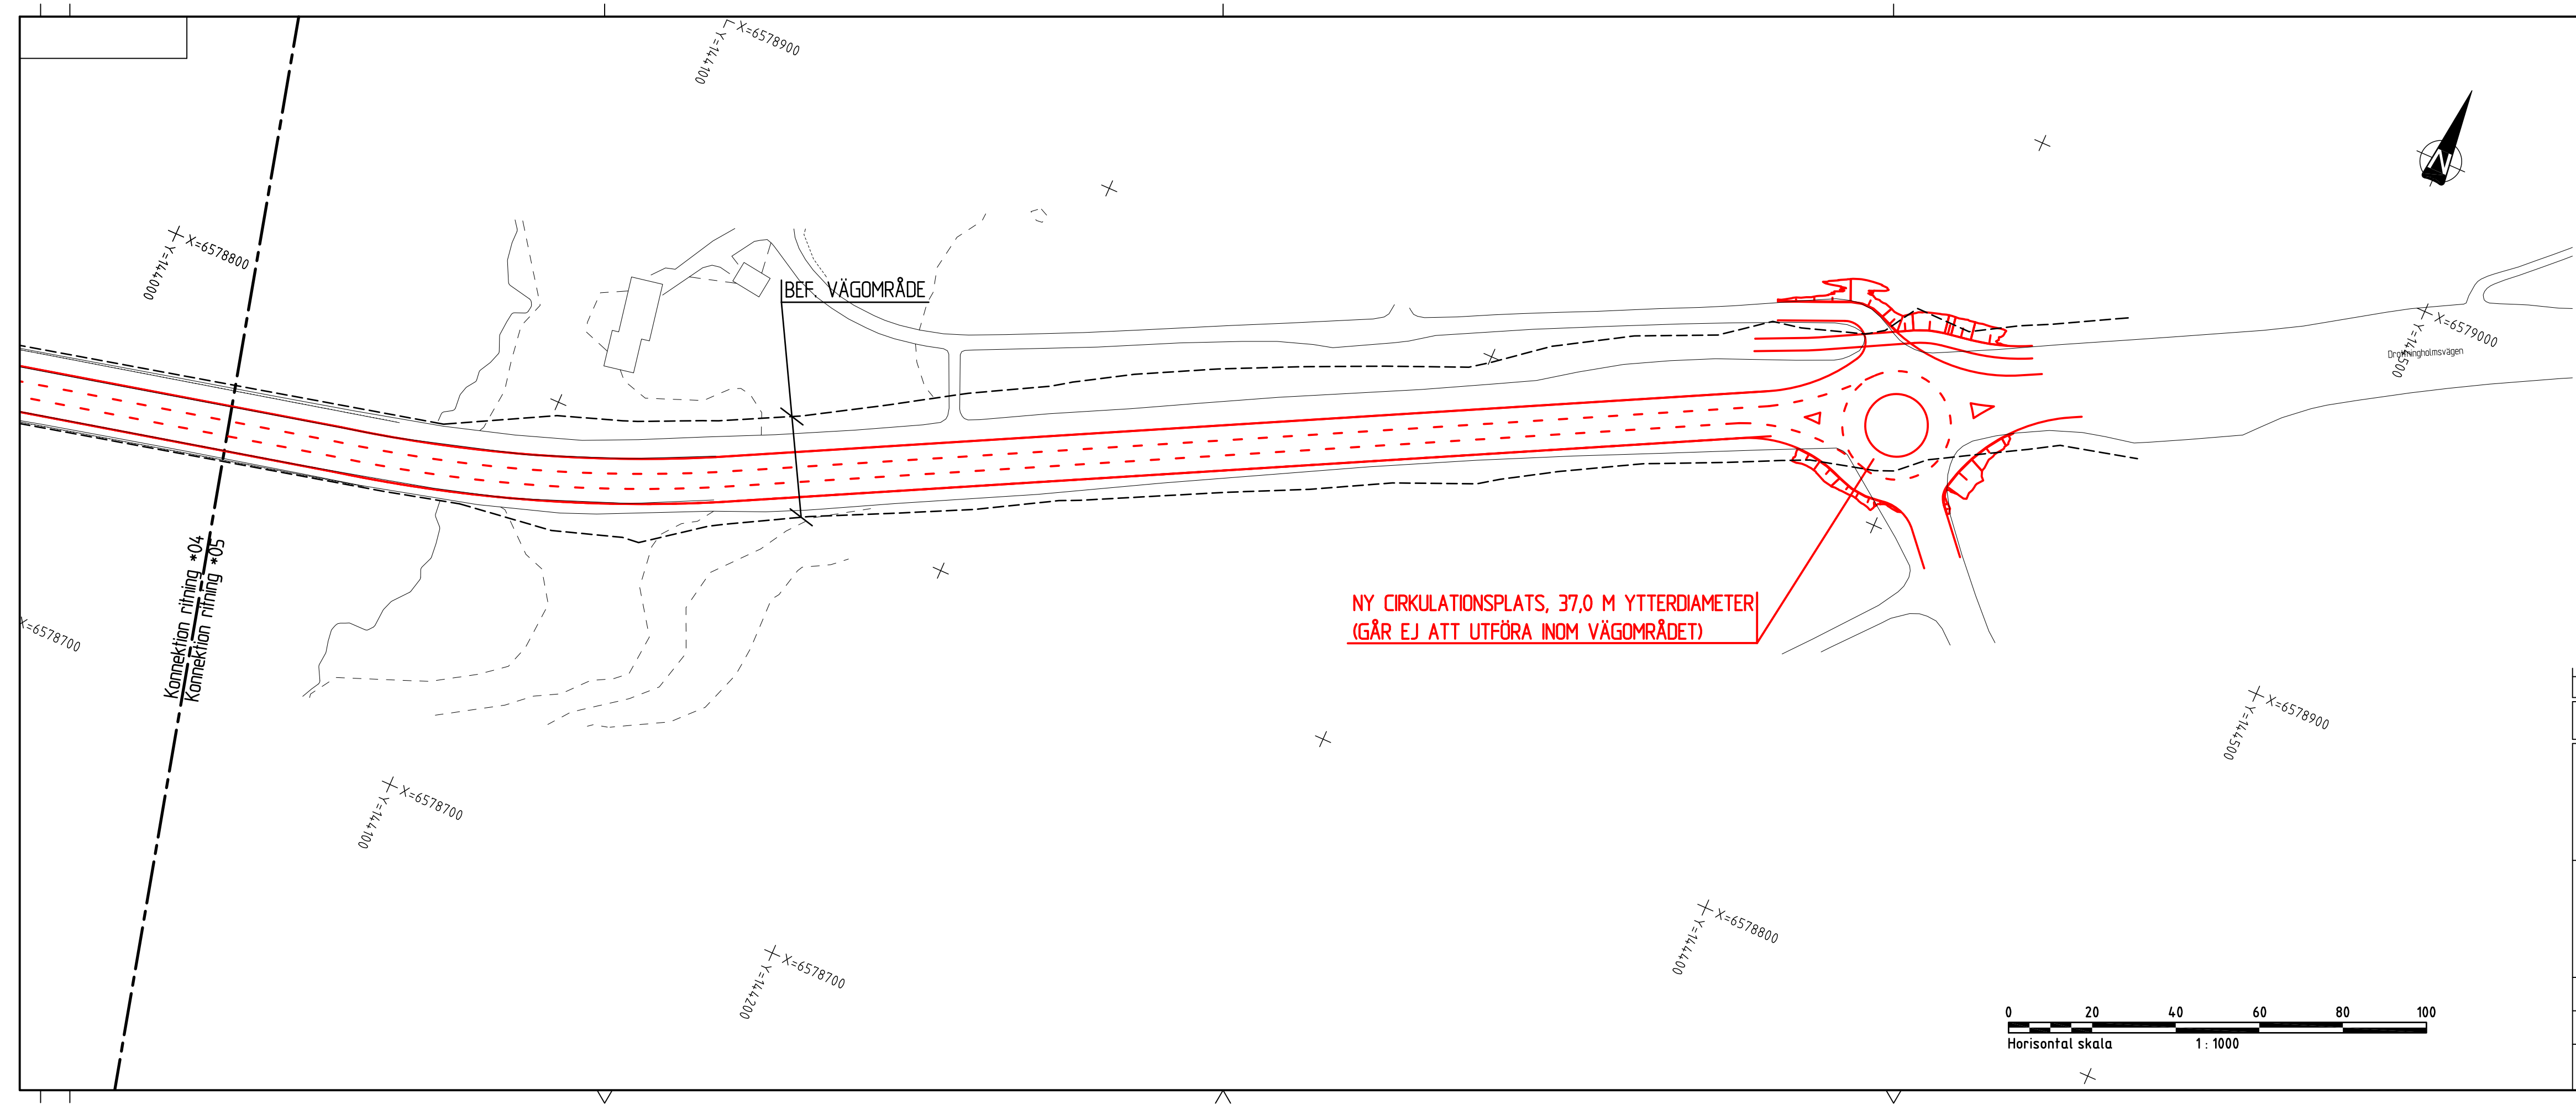 X=6578900
Y=144100
X=6578800
Y=144000
N
BEF. VÄGOMRÅDE
X=6579000
Y=144500
Drottningholmsvägen
Konnektion ritning *04
Konnektion ritning *05
X=6578700
NY CIRKULATIONSPLATS, 37,0 M YTTERDIAMETER
(GÅR EJ ATT UTFÖRA INOM VÄGOMRÅDET)
X=6578900
Y=144500
X=6578700
Y=144100
X=6578800
Y=144400
X=6578700
Y=144200
0 20 40 60 80 100
Horisontal skala 1 : 1000